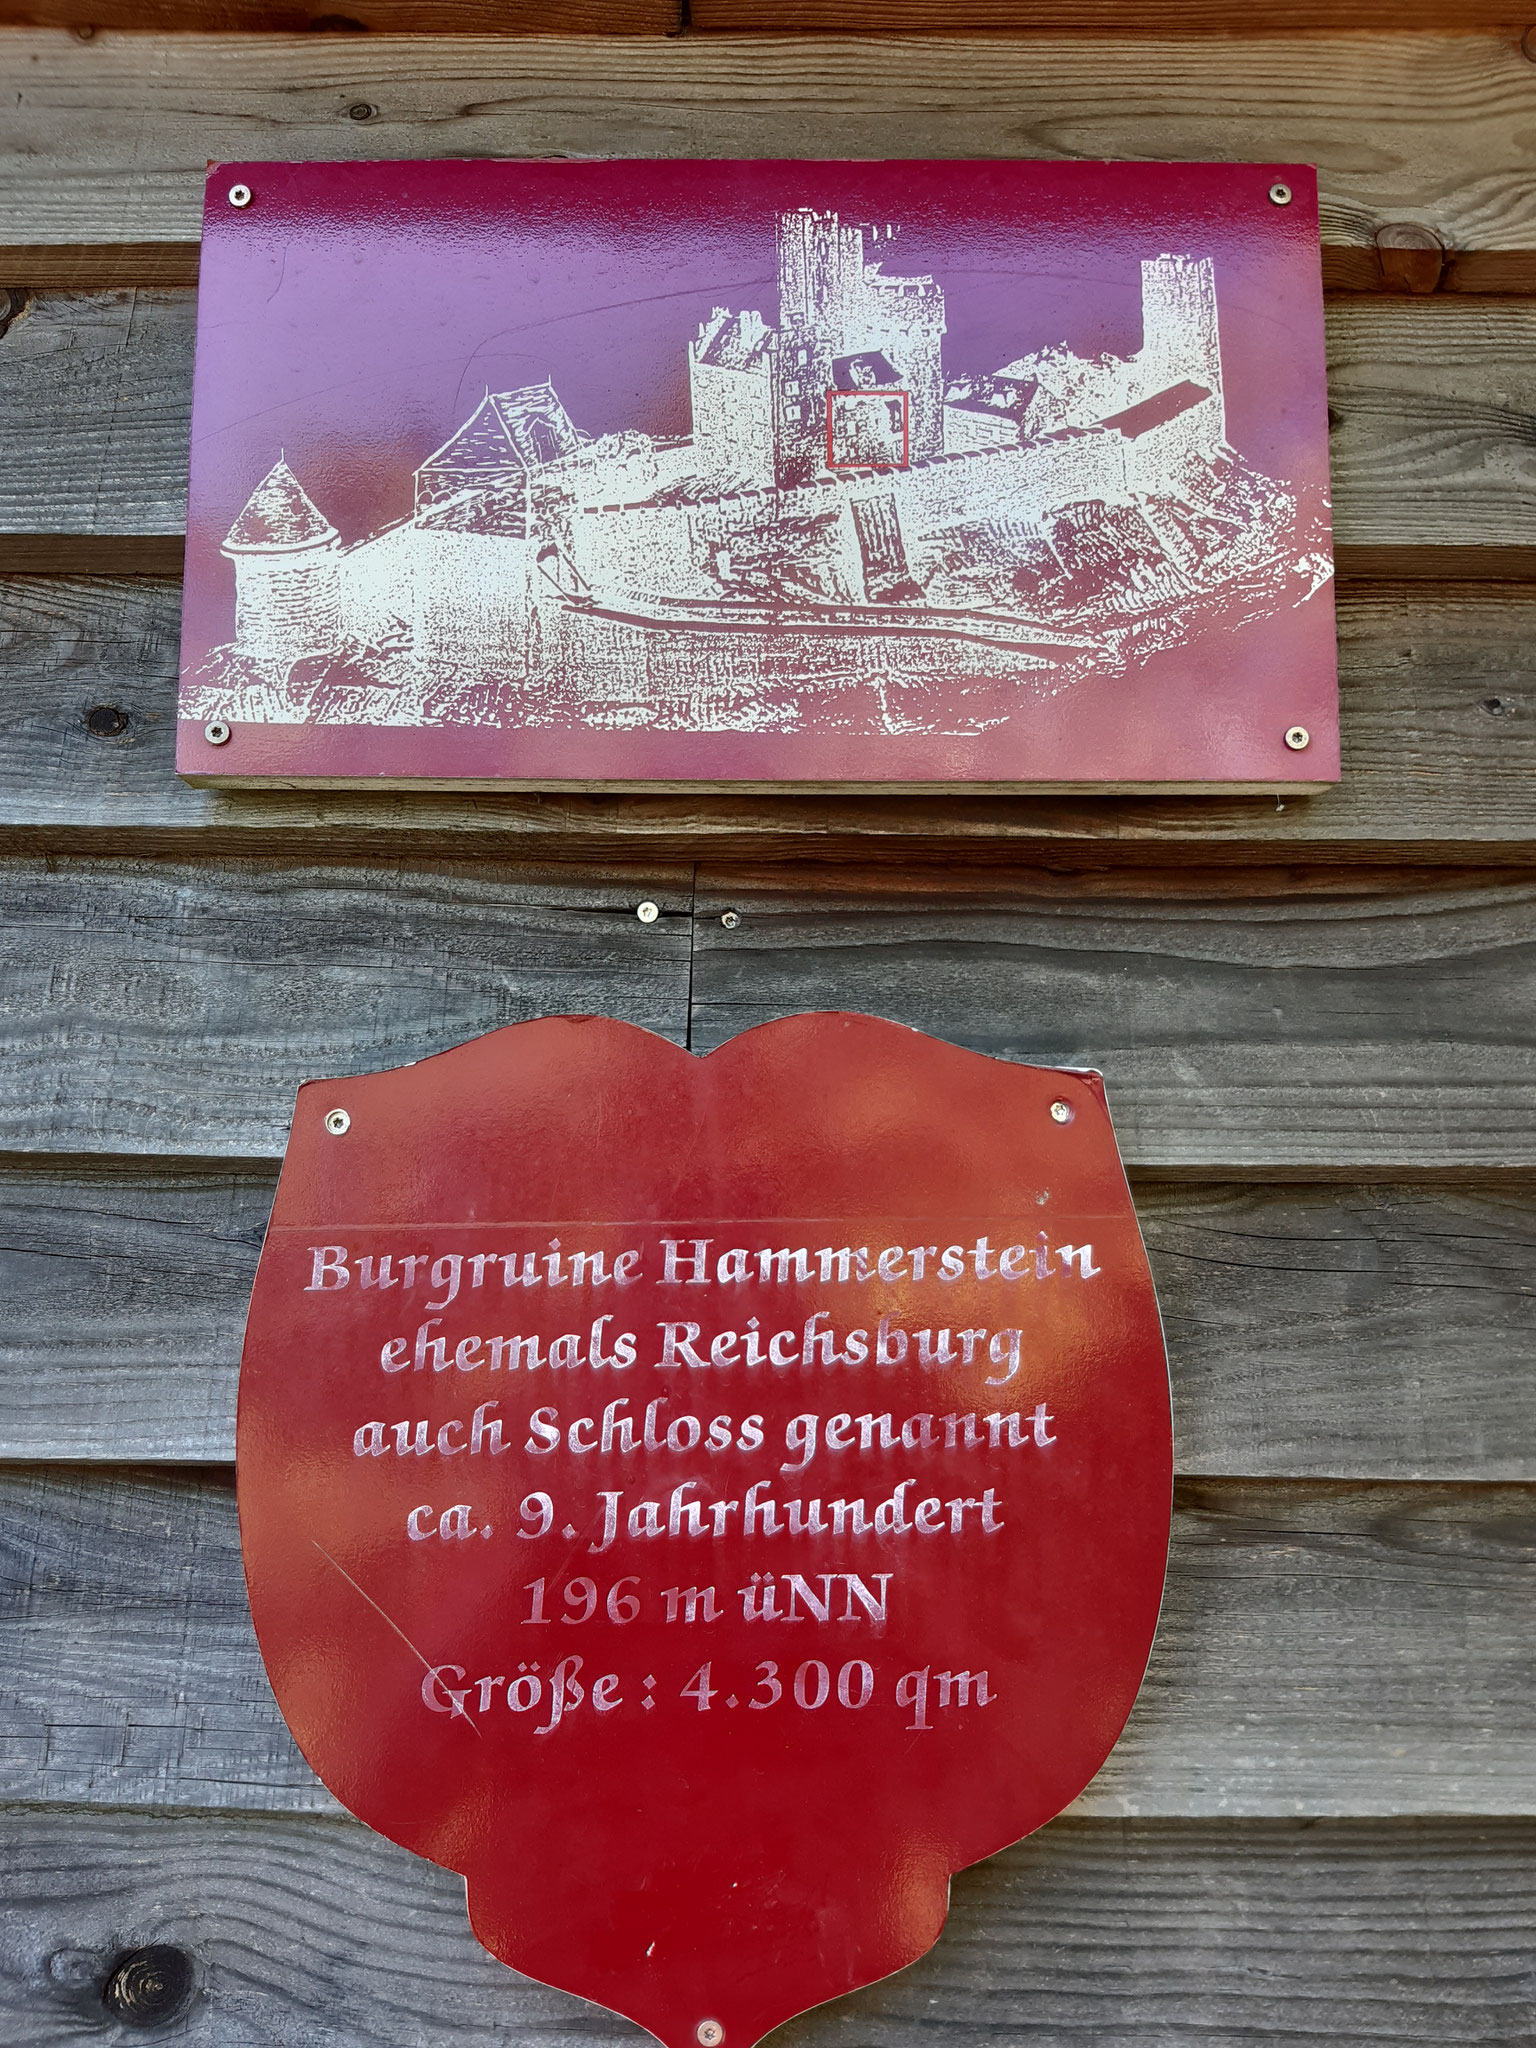 Burgruine Hammerstein
ehemals Reichsburg
auch Schloss genannt
ca. 9. Jahrhundert
196 m üNN
Größe: 4.300 qm